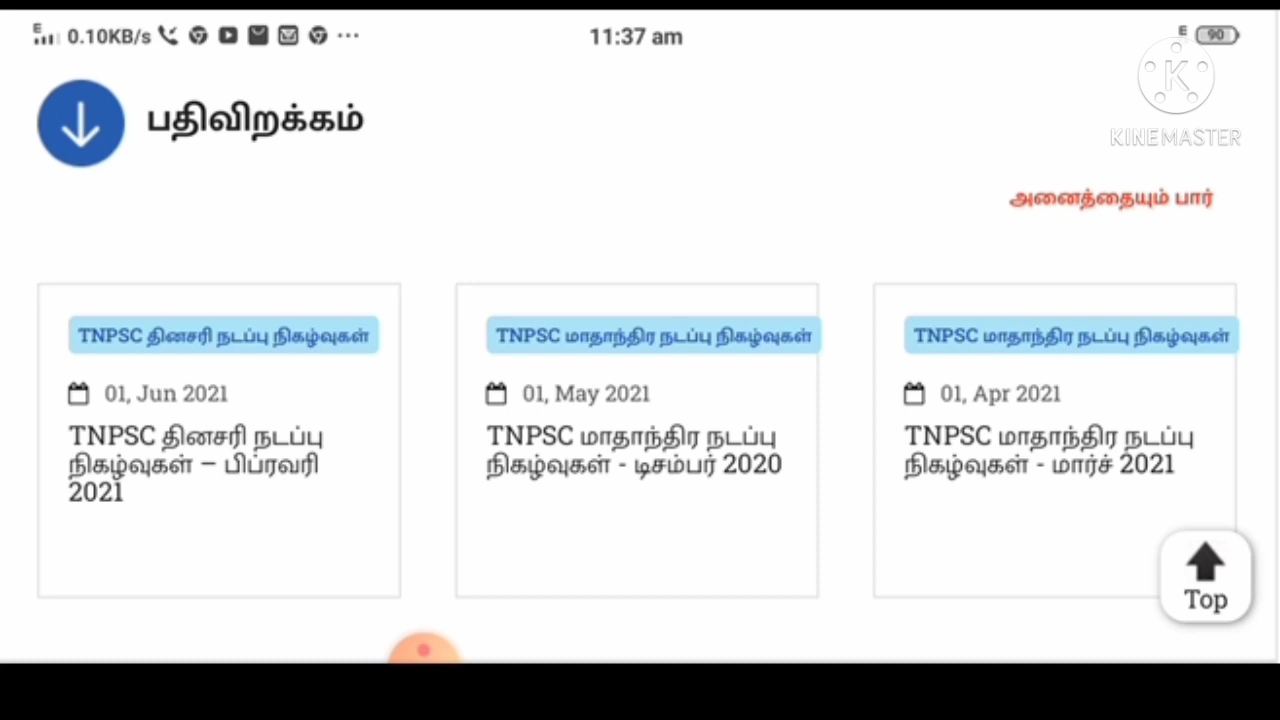 E 0.10KB/s ... 11:37 am E 90
K
KINEMASTER
பதிவிறக்கம்
அனைத்தையும் பார்
TNPSC தினசரி நடப்பு நிகழ்வுகள்
01, Jun 2021
TNPSC தினசரி நடப்பு
நிகழ்வுகள் – பிப்ரவரி
2021
TNPSC மாதாந்திர நடப்பு நிகழ்வுகள்
01, May 2021
TNPSC மாதாந்திர நடப்பு
நிகழ்வுகள் - டிசம்பர் 2020
TNPSC மாதாந்திர நடப்பு நிகழ்வுகள்
01, Apr 2021
TNPSC மாதாந்திர நடப்பு
நிகழ்வுகள் - மார்ச் 2021
Top